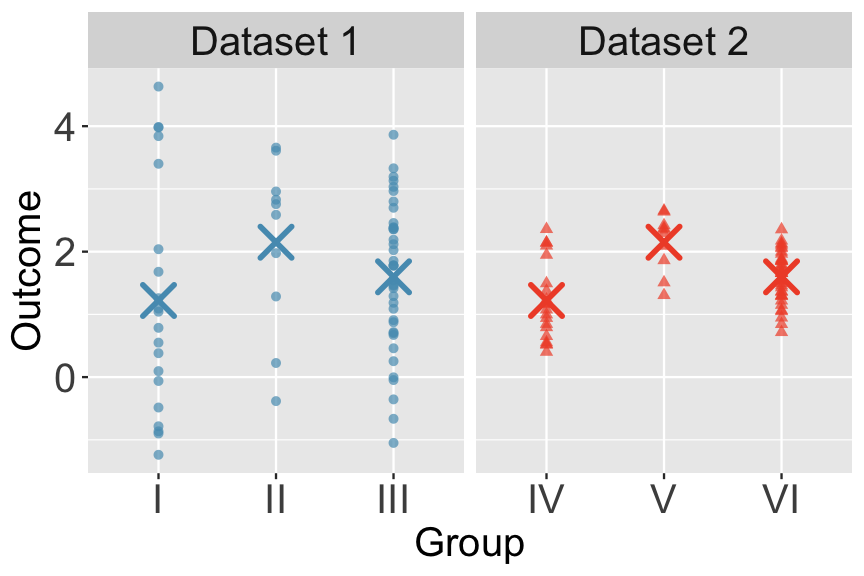 Dataset 1
Dataset 2
Outcome
4
2
0
I
II
III
IV
V
VI
Group